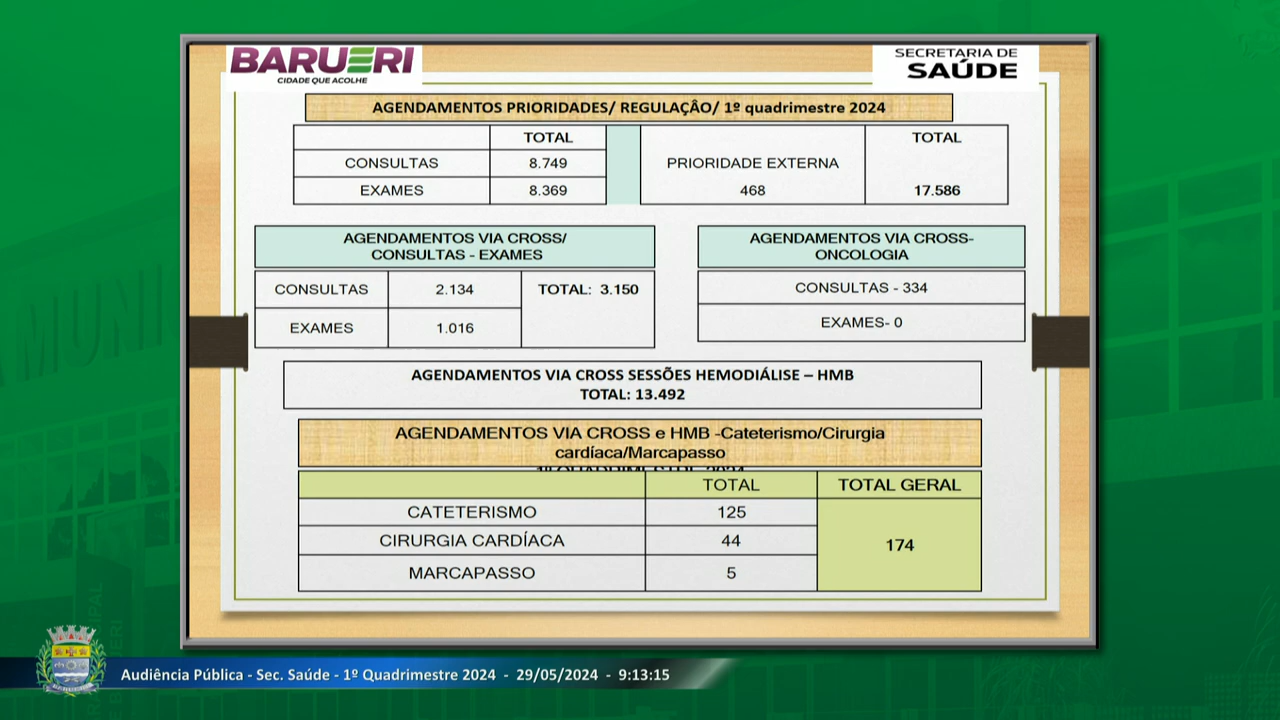 BARUERI
CIDADE QUE ACOLHE
SECRETARIA DE
SAÚDE
AGENDAMENTOS PRIORIDADES/ REGULAÇÂO/ 1º quadrimestre 2024
TOTAL
CONSULTAS 8.749
EXAMES 8.369
PRIORIDADE EXTERNA
468
TOTAL
17.586
AGENDAMENTOS VIA CROSS/
CONSULTAS - EXAMES
CONSULTAS 2.134 TOTAL: 3.150
EXAMES 1.016
AGENDAMENTOS VIA CROSS-
ONCOLOGIA
CONSULTAS - 334
EXAMES- 0
AGENDAMENTOS VIA CROSS SESSÕES HEMODIÁLISE – HMB
TOTAL: 13.492
AGENDAMENTOS VIA CROSS e HMB -Cateterismo/Cirurgia
cardíaca/Marcapasso
TOTAL TOTAL GERAL
CATETERISMO 125
CIRURGIA CARDÍACA 44
MARCAPASSO 5
174
Audiência Pública - Sec. Saúde - 1º Quadrimestre 2024 - 29/05/2024 - 9:13:15